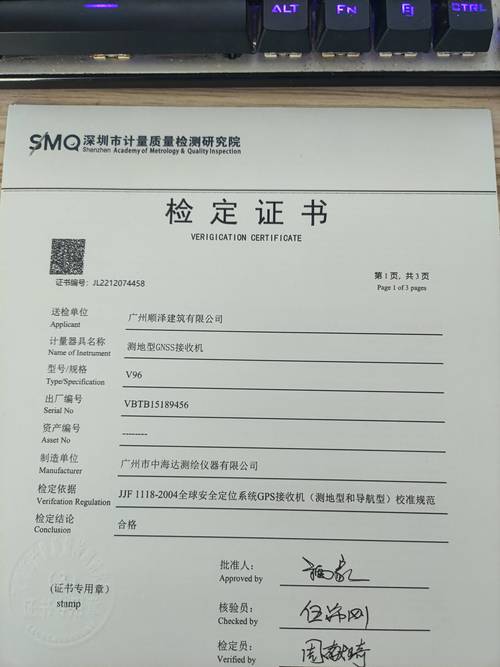 ALT Fn CTRL
SMQ 深圳市计量质量检测研究院
Shenzhen Academy of Metrology & Quality Inspection
检定证书
VERIGICATION CERTIFICATE
证书编号: JL2212074458
第1页, 共3页
Page 1 of 3 pages
送检单位 广州顺泽建筑有限公司
Applicant
计量器具名称 测地型GNSS接收机
Name of Inetrument
型号/规格 V96
Type/Specification
出厂编号 VBTB15189456
Serial No
资产编号 --------
Asset No
制造单位 广州市中海达测绘仪器有限公司
Manufacturer
检定依据 JJF 1118-2004全球安全定位系统GPS接收机（测地型和导航型）校准规范
Verifcation Regulation
检定结论 合格
Conclusion
批准人:
Approved by
(证书专用章)
stamp
核验员:
Checked by
检定员:
Verified by